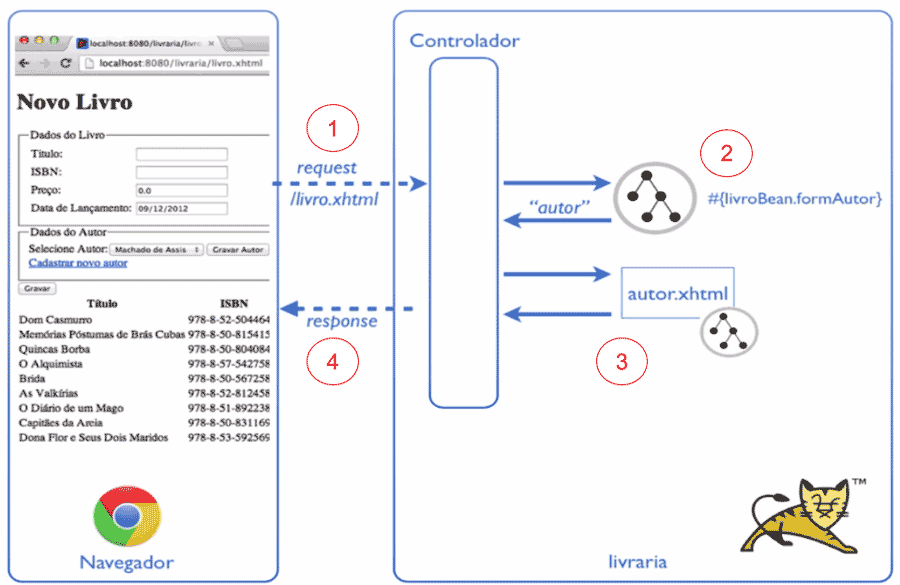 localhost:8080/livraria/livro
localhost:8080/livraria/livro.xhtml
Novo Livro
Dados do Livro
Título:
ISBN:
Preço: 0.0
Data de Lançamento: 09/12/2012
Dados do Autor
Selecione Autor: Machado de Assis Gravar Autor
Cadastrar novo autor
Gravar
Título ISBN
Dom Casmurro 978-8-52-504464
Memórias Póstumas de Brás Cubas 978-8-50-815415
Quincas Borba 978-8-50-804084
O Alquimista 978-8-57-542758
Brida 978-8-50-567258
As Valkírias 978-8-52-812458
O Diário de um Mago 978-8-51-892238
Capitães da Areia 978-8-50-831169
Dona Flor e Seus Dois Maridos 978-8-53-592569
Navegador
1
request
/livro.xhtml
response
4
Controlador
2
"autor"
#{livroBean.formAutor}
autor.xhtml
3
TM
livraria